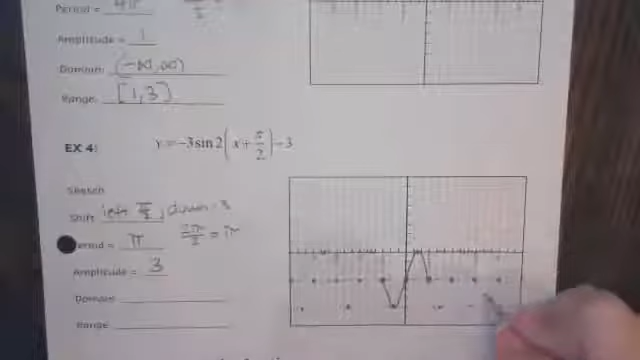 Period = 4π
Amplitude = 1
Domain: (-∞,∞)
Range: [1,3]
EX 4: y = -3sin2(x + π/2) - 3
Sketch
Shift left π/2, down 3
Period = π 2π/2 = π
Amplitude = 3
Domain:
Range: